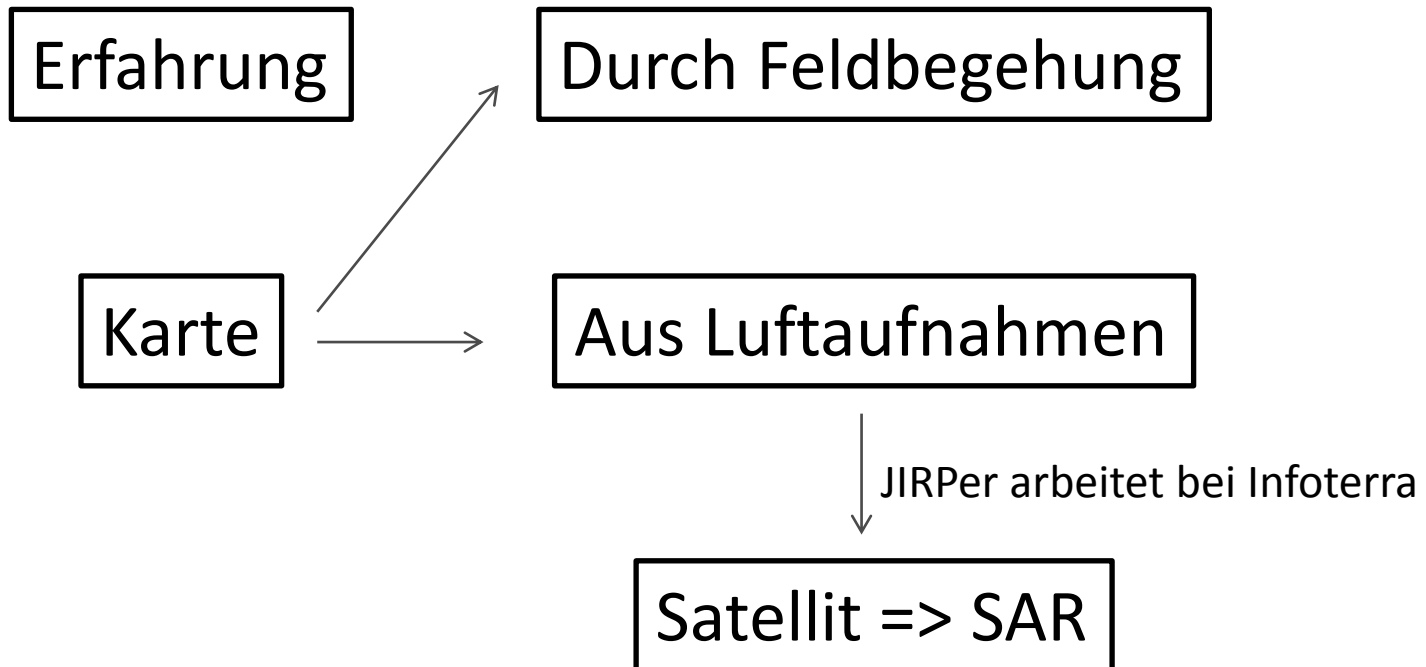 Erfahrung
Durch Feldbegehung
Karte
Aus Luftaufnahmen
JIRPer arbeitet bei Infoterra
Satellit => SAR